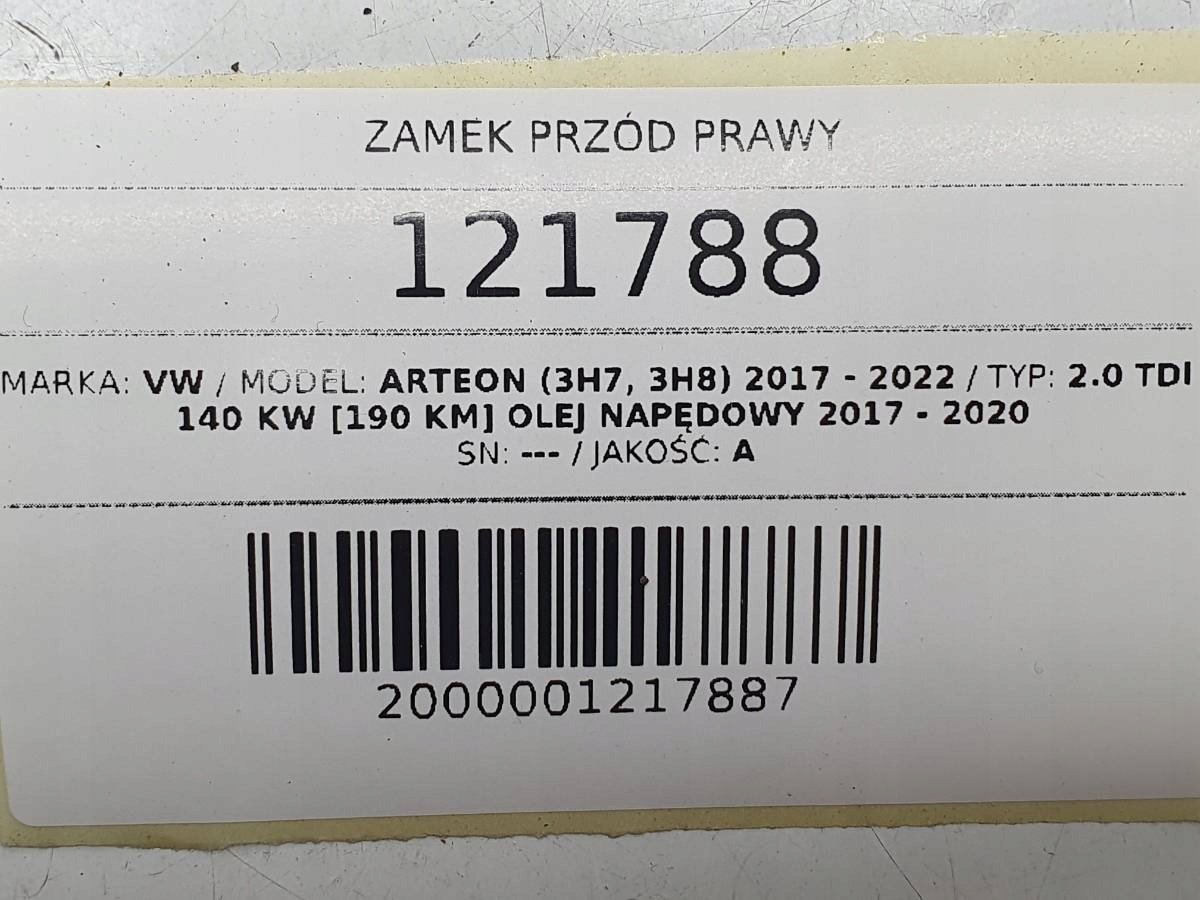 ZAMEK PRZÓD PRAWY
121788
MARKA: VW / MODEL: ARTEON (3H7, 3H8) 2017 - 2022 / TYP: 2.0 TDI
140 KW [190 KM] OLEJ NAPĘDOWY 2017 - 2020
SN: --- / JAKOŚĆ: A
2000001217887